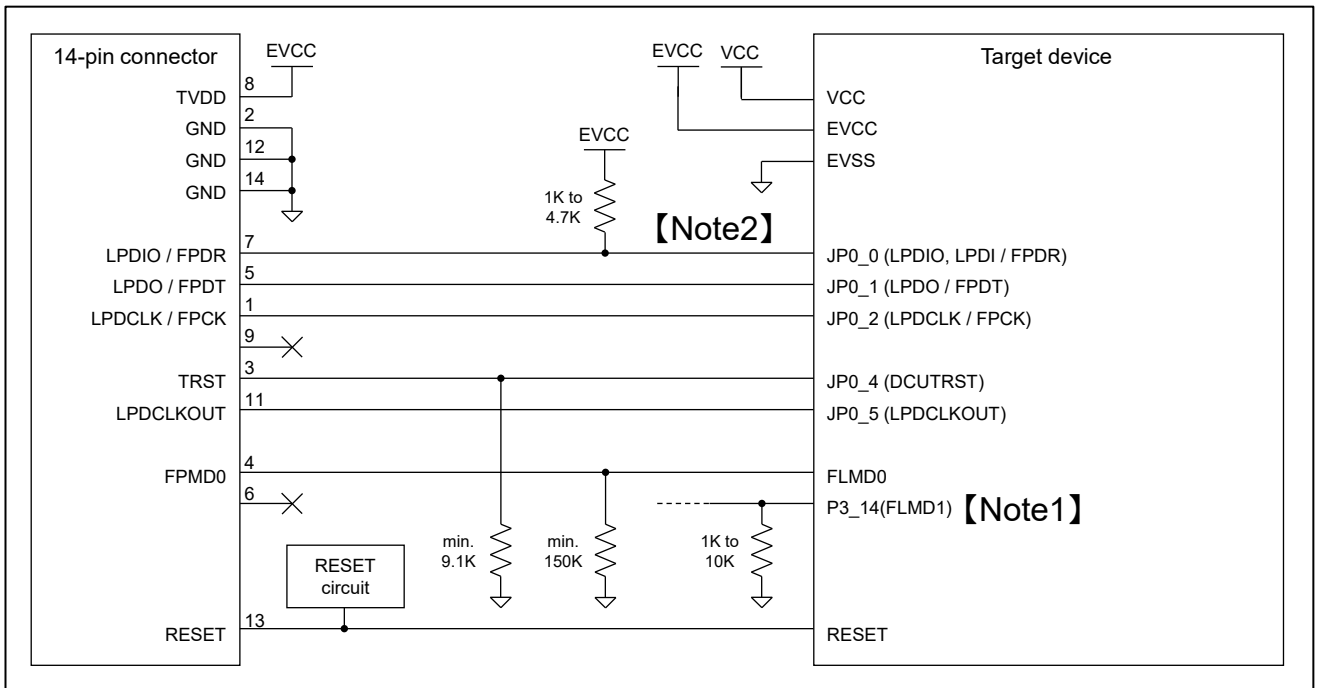 14-pin connector
EVCC
EVCC
VCC
Target device
TVDD
8
VCC
GND
2
EVCC
EVCC
GND
12
EVSS
GND
14
1K to
4.7K
【Note2】
LPDIO / FPDR
7
JP0_0 (LPDIO, LPDI / FPDR)
LPDO / FPDT
5
JP0_1 (LPDO / FPDT)
LPDCLK / FPCK
1
JP0_2 (LPDCLK / FPCK)
9
TRST
3
JP0_4 (DCUTRST)
LPDCLKOUT
11
JP0_5 (LPDCLKOUT)
FPMD0
4
FLMD0
6
P3_14(FLMD1)【Note1】
min.
9.1K
min.
150K
1K to
10K
RESET
circuit
RESET
13
RESET